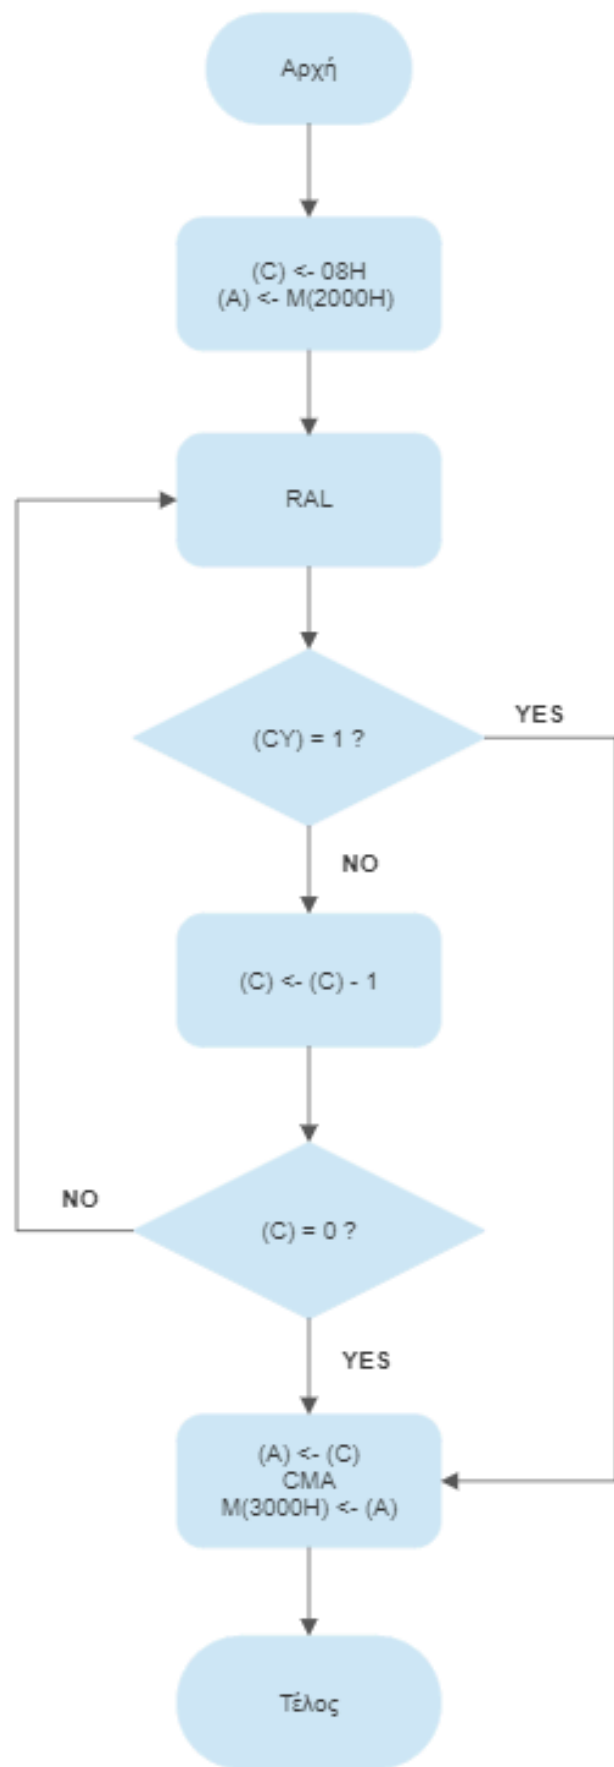 Αρχή
(C) <- 08H
(A) <- M(2000H)
RAL
(CY) = 1 ?
YES
NO
(C) <- (C) - 1
(C) = 0 ?
NO
YES
(A) <- (C)
CMA
M(3000H) <- (A)
Τέλος